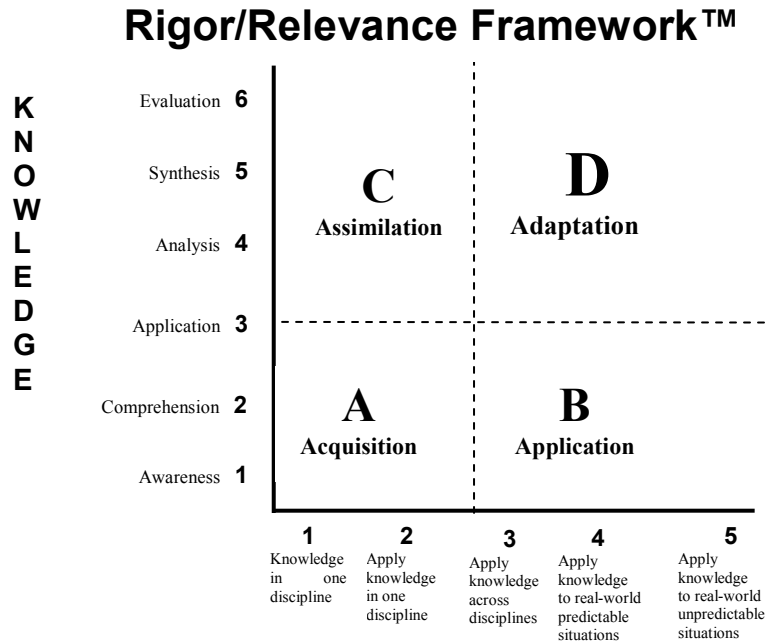 Rigor/Relevance Framework™
KNOWLEDGE
Evaluation 6
Synthesis 5
Analysis 4
Application 3
Comprehension 2
Awareness 1
C
Assimilation
D
Adaptation
A
Acquisition
B
Application
1
Knowledge
in one
discipline
2
Apply
knowledge
in one
discipline
3
Apply
knowledge
across
disciplines
4
Apply
knowledge
to real-world
predictable
situations
5
Apply
knowledge
to real-world
unpredictable
situations